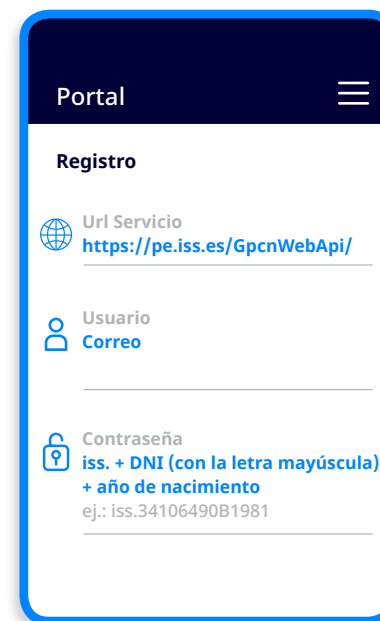 Portal
Registro
Url Servicio
https://pe.iss.es/GpcnWebApi/
Usuario
Correo
Contraseña
iss. + DNI (con la letra mayúscula)
+ año de nacimiento
ej.: iss.34106490B1981